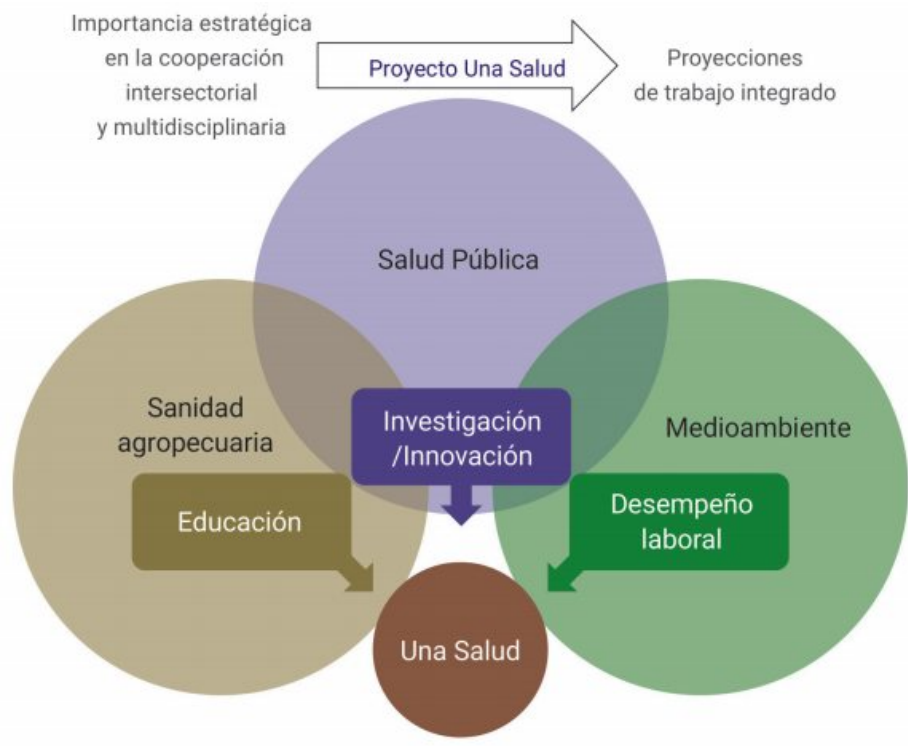 Importancia estratégica
en la cooperación
intersectorial
y multidisciplinaria
Proyecto Una Salud
Proyecciones
de trabajo integrado
Salud Pública
Sanidad
agropecuaria
Investigación
/Innovación
Medioambiente
Educación
Desempeño
laboral
Una Salud